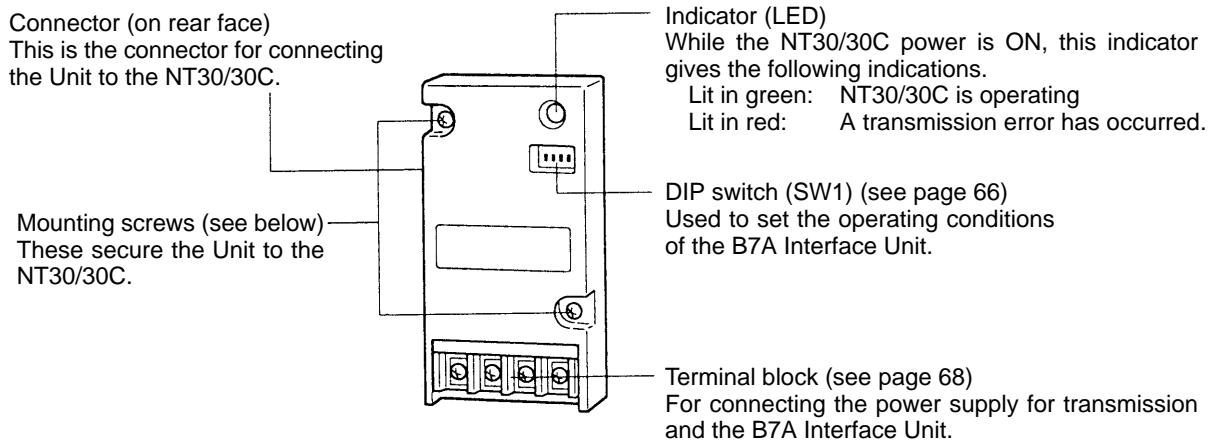 Connector (on rear face)
This is the connector for connecting
the Unit to the NT30/30C.
Mounting screws (see below)
These secure the Unit to the
NT30/30C.
Indicator (LED)
While the NT30/30C power is ON, this indicator
gives the following indications.
Lit in green: NT30/30C is operating
Lit in red: A transmission error has occurred.
DIP switch (SW1) (see page 66)
Used to set the operating conditions
of the B7A Interface Unit.
Terminal block (see page 68)
For connecting the power supply for transmission
and the B7A Interface Unit.